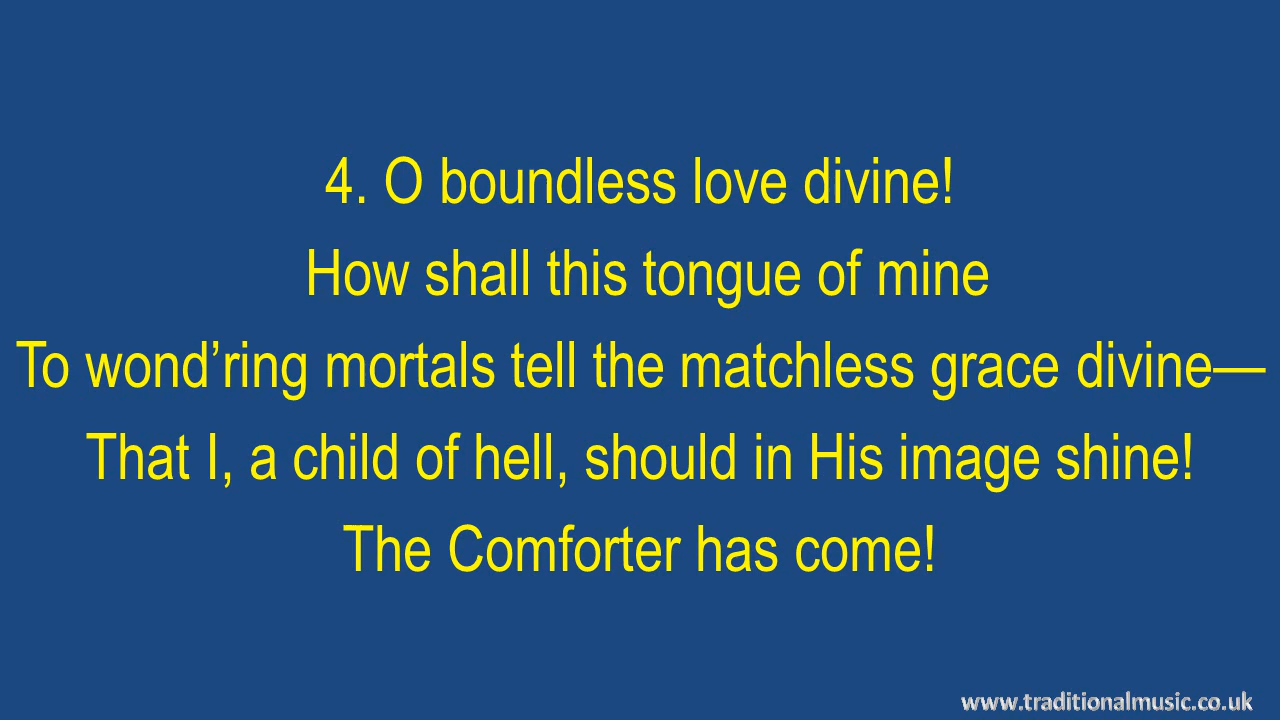 4. O boundless love divine!
How shall this tongue of mine
To wond’ring mortals tell the matchless grace divine—
That I, a child of hell, should in His image shine!
The Comforter has come!
www.traditionalmusic.co.uk